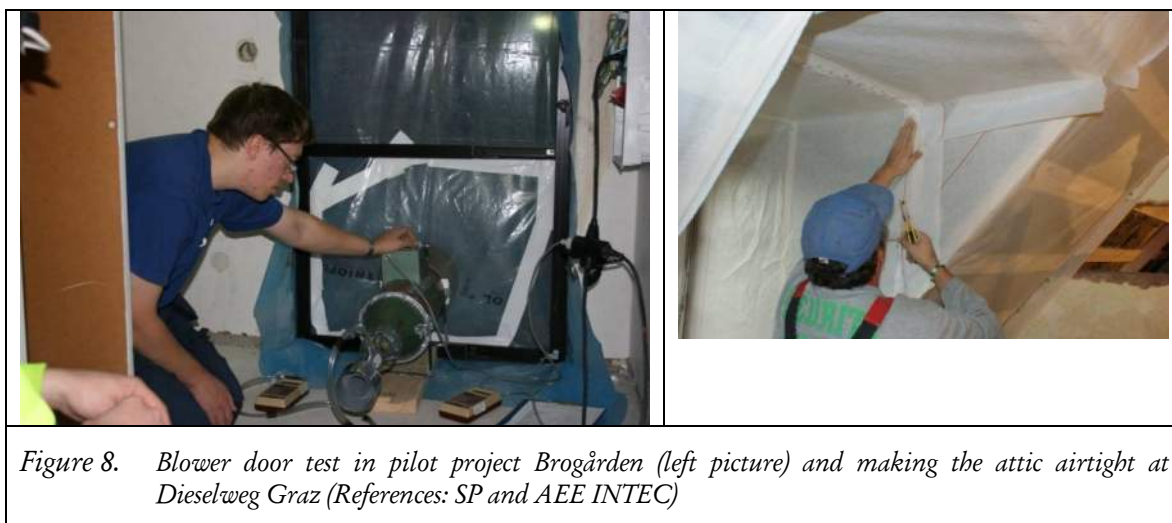 Figure 8. Blower door test in pilot project Brogården (left picture) and making the attic airtight at
Dieselweg Graz (References: SP and AEE INTEC)